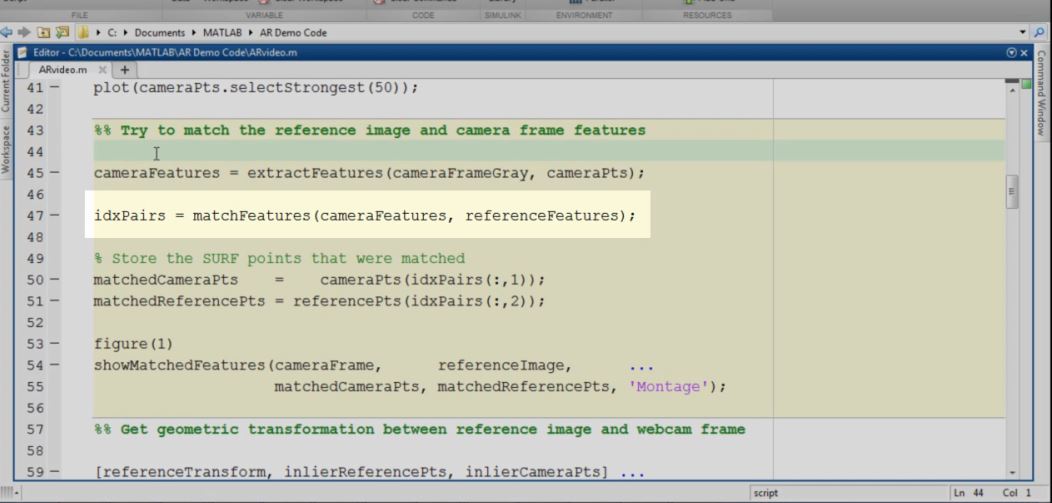 FILE VARIABLE CODE SIMULINK ENVIRONMENT RESOURCES
C: Documents MATLAB AR Demo Code
Editor - C:\Documents\MATLAB\AR Demo Code\ARvideo.m
ARvideo.m
Current Folder
Workspace
Command Window
41 plot(cameraPts.selectStrongest(50));
42
43 %% Try to match the reference image and camera frame features
44
45 cameraFeatures = extractFeatures(cameraFrameGray, cameraPts);
46
47 idxPairs = matchFeatures(cameraFeatures, referenceFeatures);
48
49 % Store the SURF points that were matched
50 matchedCameraPts = cameraPts(idxPairs(:,1));
51 matchedReferencePts = referencePts(idxPairs(:,2));
52
53 figure(1)
54 showMatchedFeatures(cameraFrame, referenceImage, ...
55 matchedCameraPts, matchedReferencePts, 'Montage');
56
57 %% Get geometric transformation between reference image and webcam frame
58
59 [referenceTransform, inlierReferencePts, inlierCameraPts] ...
script Ln 44 Col 1